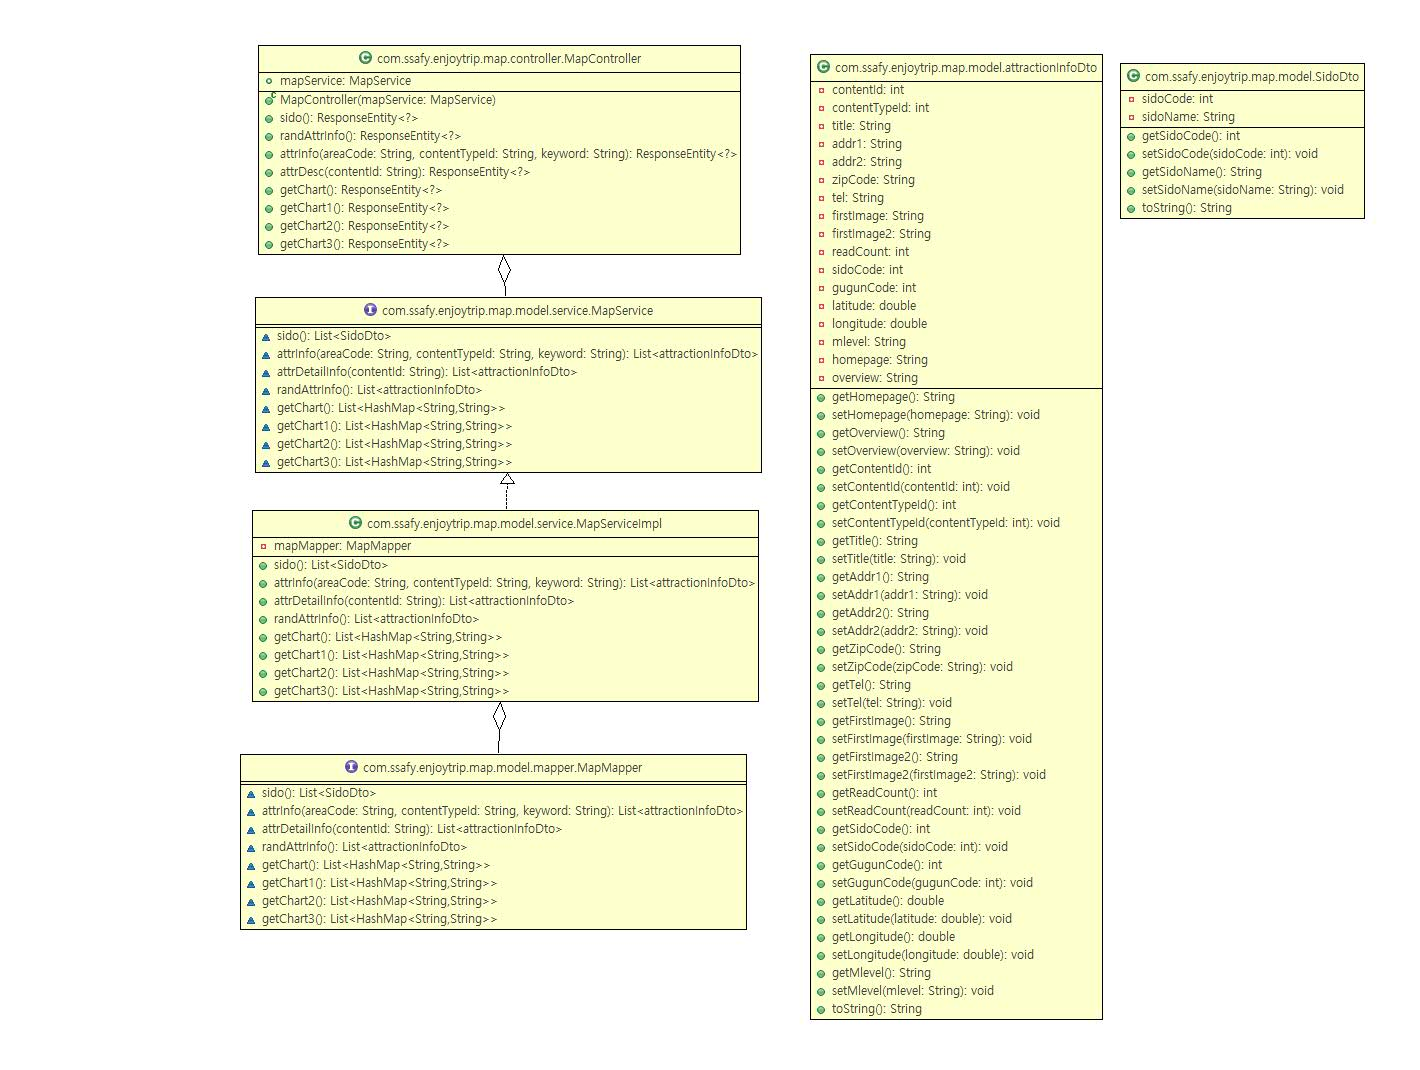 com.ssafy.enjoytrip.map.controller.MapController
mapService: MapService
MapController(mapService: MapService)
sido(): ResponseEntity<?>
randAttrInfo(): ResponseEntity<?>
attrInfo(areaCode: String, contentTypeId: String, keyword: String): ResponseEntity<?>
attrDesc(contentId: String): ResponseEntity<?>
getChart(): ResponseEntity<?>
getChart1(): ResponseEntity<?>
getChart2(): ResponseEntity<?>
getChart3(): ResponseEntity<?>
com.ssafy.enjoytrip.map.model.service.MapService
sido(): List<SidoDto>
attrInfo(areaCode: String, contentTypeId: String, keyword: String): List<attractionInfoDto>
attrDetailInfo(contentId: String): List<attractionInfoDto>
randAttrInfo(): List<attractionInfoDto>
getChart(): List<HashMap<String,String>>
getChart1(): List<HashMap<String,String>>
getChart2(): List<HashMap<String,String>>
getChart3(): List<HashMap<String,String>>
com.ssafy.enjoytrip.map.model.service.MapServiceImpl
mapMapper: MapMapper
sido(): List<SidoDto>
attrInfo(areaCode: String, contentTypeId: String, keyword: String): List<attractionInfoDto>
attrDetailInfo(contentId: String): List<attractionInfoDto>
randAttrInfo(): List<attractionInfoDto>
getChart(): List<HashMap<String,String>>
getChart1(): List<HashMap<String,String>>
getChart2(): List<HashMap<String,String>>
getChart3(): List<HashMap<String,String>>
com.ssafy.enjoytrip.map.model.mapper.MapMapper
sido(): List<SidoDto>
attrInfo(areaCode: String, contentTypeId: String, keyword: String): List<attractionInfoDto>
attrDetailInfo(contentId: String): List<attractionInfoDto>
randAttrInfo(): List<attractionInfoDto>
getChart(): List<HashMap<String,String>>
getChart1(): List<HashMap<String,String>>
getChart2(): List<HashMap<String,String>>
getChart3(): List<HashMap<String,String>>
com.ssafy.enjoytrip.map.model.attractionInfoDto
contentId: int
contentTypeId: int
title: String
addr1: String
addr2: String
zipCode: String
tel: String
firstImage: String
firstImage2: String
readCount: int
sidoCode: int
gugunCode: int
latitude: double
longitude: double
mlevel: String
homepage: String
overview: String
getHomepage(): String
setHomepage(homepage: String): void
getOverview(): String
setOverview(overview: String): void
getContentId(): int
setContentId(contentId: int): void
getContentTypeId(): int
setContentTypeId(contentTypeId: int): void
getTitle(): String
setTitle(title: String): void
getAddr1(): String
setAddr1(addr1: String): void
getAddr2(): String
setAddr2(addr2: String): void
getZipCode(): String
setZipCode(zipCode: String): void
getTel(): String
setTel(tel: String): void
getFirstImage(): String
setFirstImage(firstImage: String): void
getFirstImage2(): String
setFirstImage2(firstImage2: String): void
getReadCount(): int
setReadCount(readCount: int): void
getSidoCode(): int
setSidoCode(sidoCode: int): void
getGugunCode(): int
setGugunCode(gugunCode: int): void
getLatitude(): double
setLatitude(latitude: double): void
getLongitude(): double
setLongitude(longitude: double): void
getMlevel(): String
setMlevel(mlevel: String): void
toString(): String
com.ssafy.enjoytrip.map.model.SidoDto
sidoCode: int
sidoName: String
getSidoCode(): int
setSidoCode(sidoCode: int): void
getSidoName(): String
setSidoName(sidoName: String): void
toString(): String